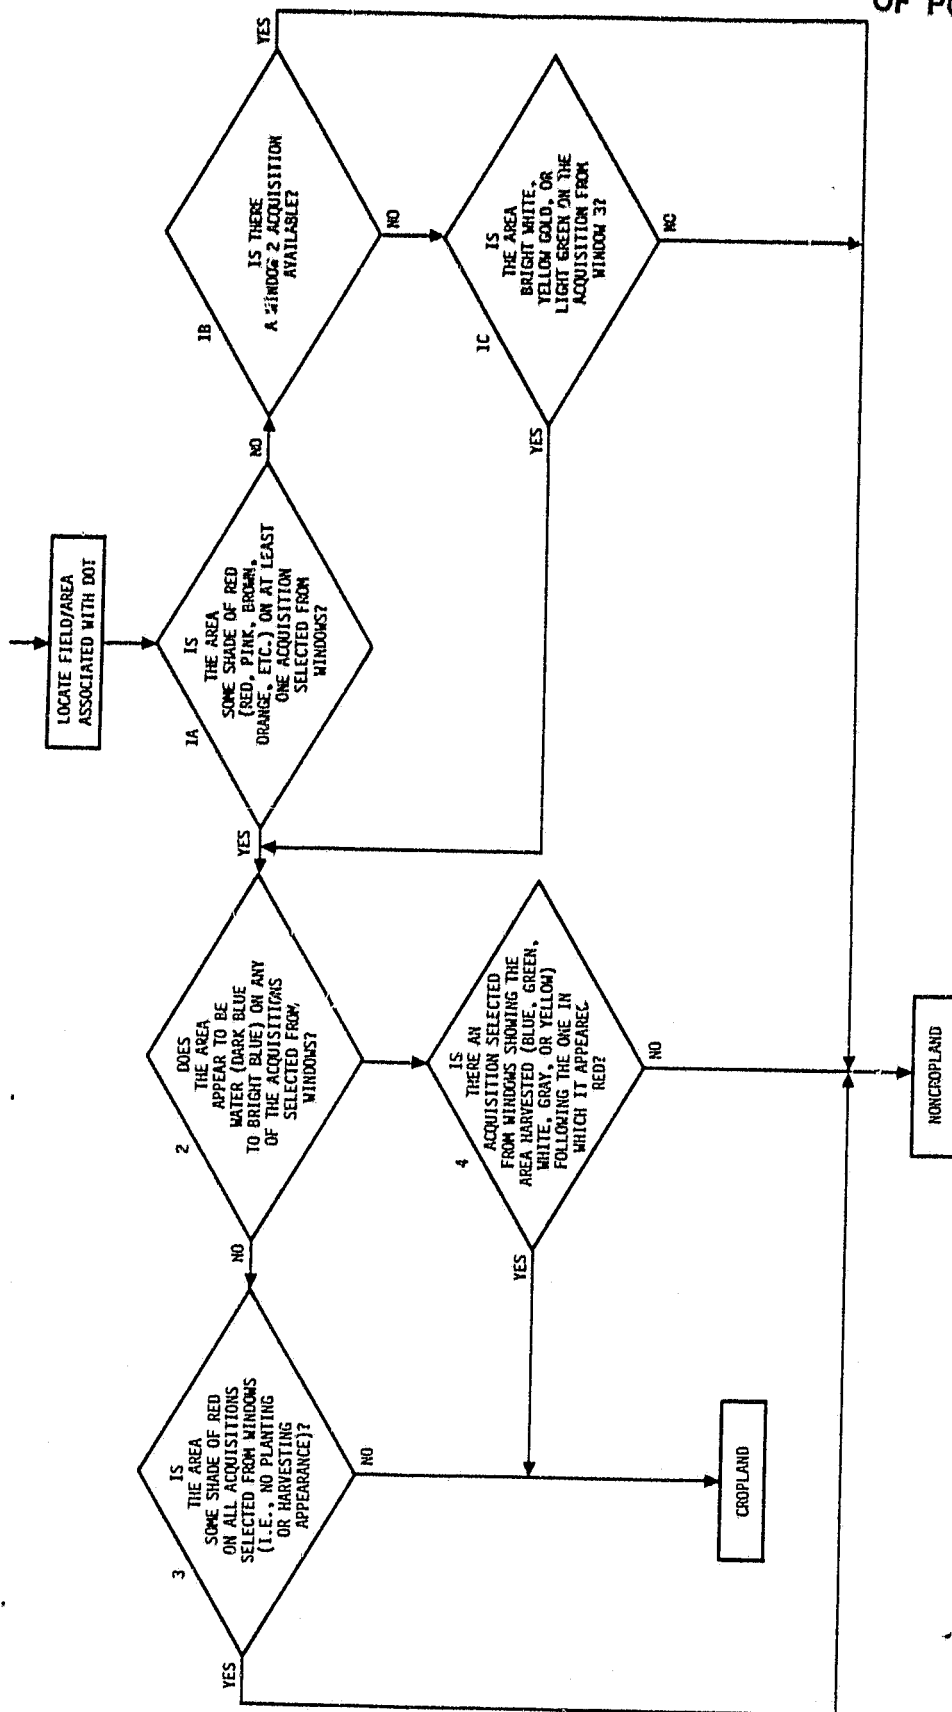 OF PO
LOCATE FIELD/AREA
ASSOCIATED WITH DOT
1A
IS
THE AREA
SOME SHADE OF RED
(RED, PINK, BROWN,
ORANGE, ETC.) ON AT LEAST
ONE ACQUISITION
SELECTED FROM
WINDOWS?
YES
NO
1B
IS THERE
A WINDOW 2 ACQUISITION
AVAILABLE?
YES
NO
1C
IS
THE AREA
BRIGHT WHITE,
YELLOW GOLD, OR
LIGHT GREEN ON THE
ACQUISITION FROM
WINDOW 3?
YES
NO
2
DOES
THE AREA
APPEAR TO BE
WATER (DARK BLUE
TO BRIGHT BLUE) ON ANY
OF THE ACQUISITIONS
SELECTED FROM
WINDOWS?
NO
3
IS
THE AREA
SOME SHADE OF RED
ON ALL ACQUISITIONS
SELECTED FROM WINDOWS
(I.E., NO PLANTING
OR HARVESTING
APPEARANCE)?
YES
NO
4
IS
THERE AN
ACQUISITION SELECTED
FROM WINDOWS SHOWING THE
AREA HARVESTED (BLUE, GREEN,
WHITE, GRAY, OR YELLOW)
FOLLOWING THE ONE IN
WHICH IT APPEARED
RED?
YES
NO
CROPLAND
NONCROPLAND